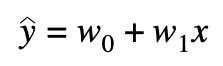 ŷ = w₀ + w₁x